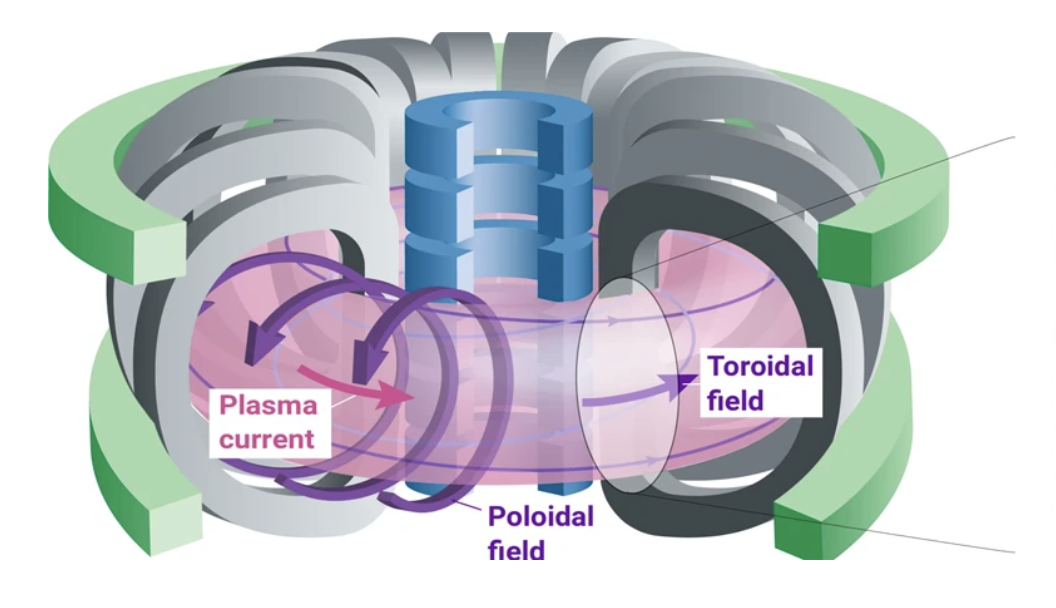 Plasma
current
Toroidal
field
Poloidal
field